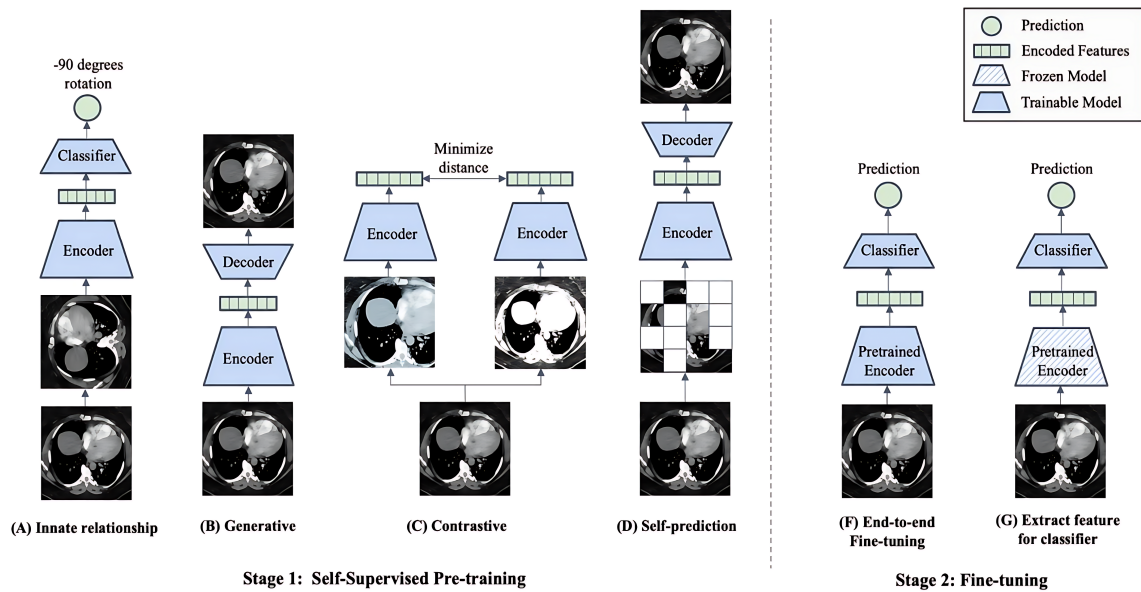 -90 degrees
rotation
Classifier
Encoder
(A) Innate relationship
Decoder
Encoder
(B) Generative
Minimize
distance
Encoder
Encoder
(C) Contrastive
Decoder
Encoder
(D) Self-prediction
Stage 1: Self-Supervised Pre-training
Prediction
Encoded Features
Frozen Model
Trainable Model
Prediction
Classifier
Pretrained
Encoder
(F) End-to-end
Fine-tuning
Prediction
Classifier
Pretrained
Encoder
(G) Extract feature
for classifier
Stage 2: Fine-tuning